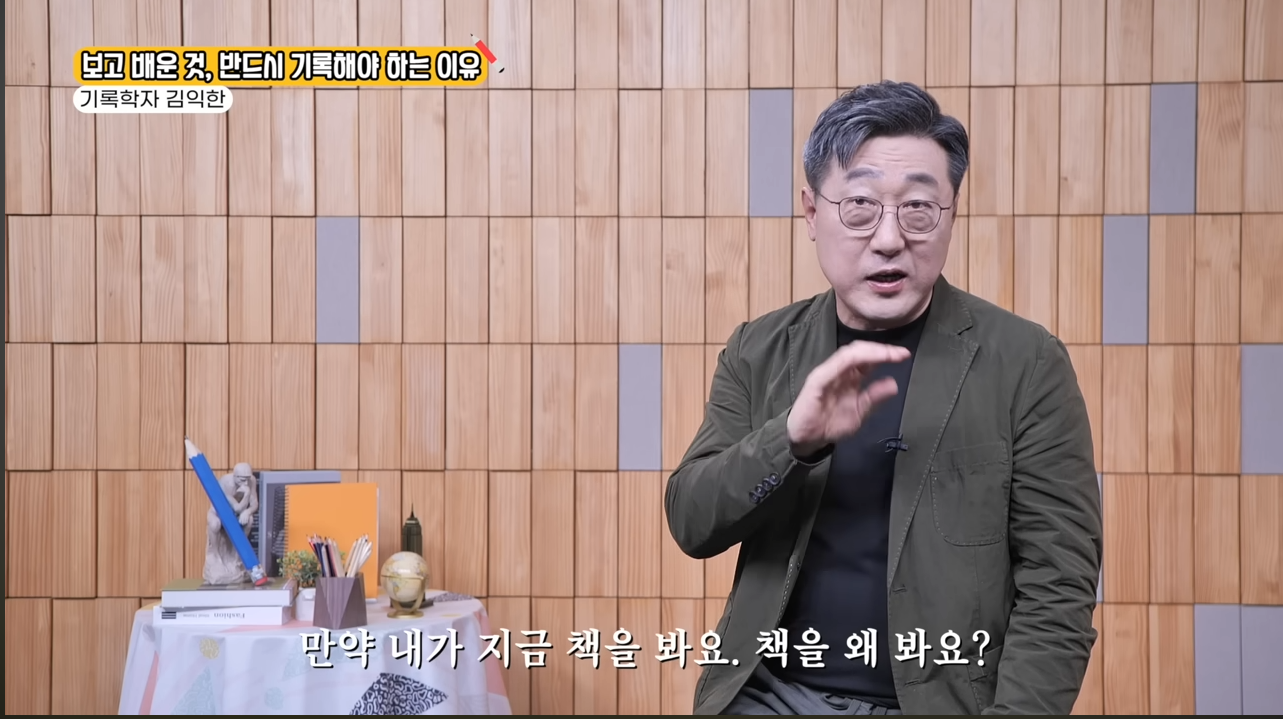 보고 배운 것, 반드시 기록해야 하는 이유
기록학자 김익한
Fashion
만약 내가 지금 책을 봐요. 책을 왜 봐요?